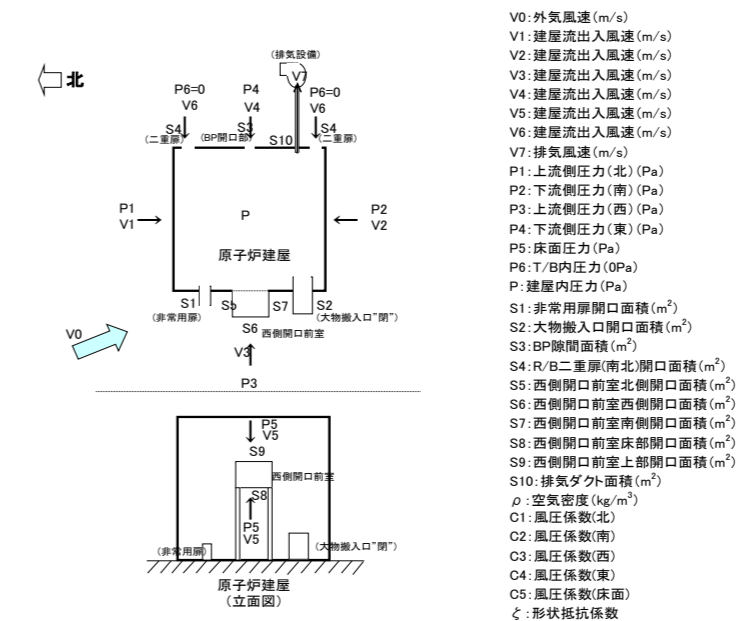 北
(排気設備)
V7
P6=0
V6
P4
V4
P6=0
V6
S4
(二重扉)
S3
(BP開口部)
S10
S4
(二重扉)
P1
V1
P
P2
V2
原子炉建屋
S1
(非常用扉)
S5
S7
S2
(大物搬入口"閉")
S6
西側開口前室
V0
V3
P3
P5
V5
S9
西側開口前室
S8
P5
V5
(非常用扉)
(大物搬入口"閉")
原子炉建屋
(立面図)
V0:外気風速(m/s)
V1:建屋流出入風速(m/s)
V2:建屋流出入風速(m/s)
V3:建屋流出入風速(m/s)
V4:建屋流出入風速(m/s)
V5:建屋流出入風速(m/s)
V6:建屋流出入風速(m/s)
V7:排気風速(m/s)
P1:上流側圧力(北)(Pa)
P2:下流側圧力(南)(Pa)
P3:上流側圧力(西)(Pa)
P4:下流側圧力(東)(Pa)
P5:床面圧力(Pa)
P6:T/B内圧力(0Pa)
P:建屋内圧力(Pa)
S1:非常用扉開口面積(m²)
S2:大物搬入口開口面積(m²)
S3:BP隙間面積(m²)
S4:R/B二重扉(南北)開口面積(m²)
S5:西側開口前室北側開口面積(m²)
S6:西側開口前室西側開口面積(m²)
S7:西側開口前室南側開口面積(m²)
S8:西側開口前室床部開口面積(m²)
S9:西側開口前室上部開口面積(m²)
S10:排気ダクト面積(m²)
ρ:空気密度(kg/m³)
C1:風圧係数(北)
C2:風圧係数(南)
C3:風圧係数(西)
C4:風圧係数(東)
C5:風圧係数(床面)
ζ:形状抵抗係数